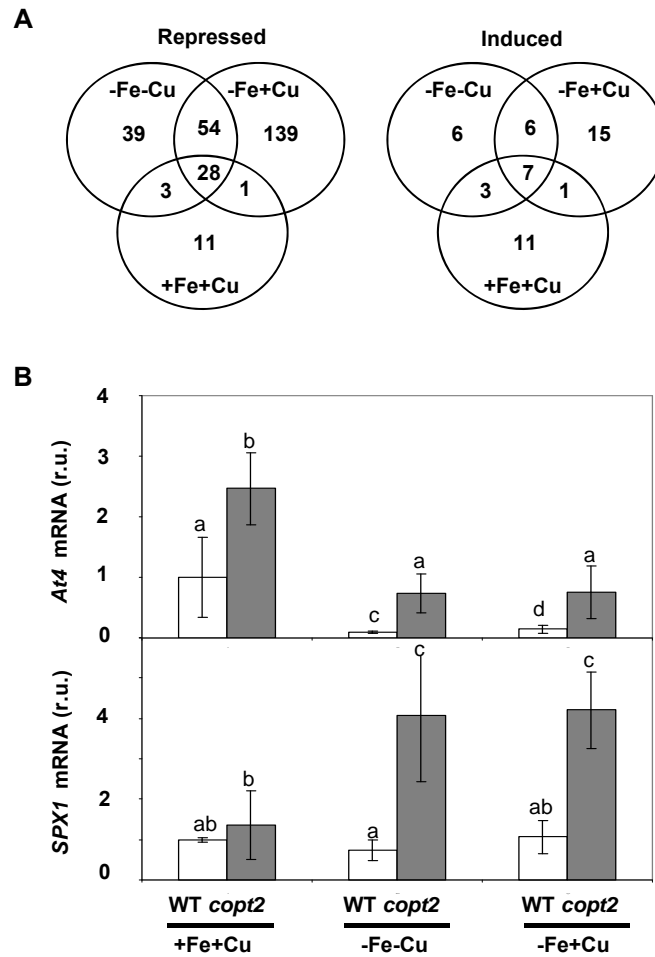 A
Repressed Induced
-Fe-Cu -Fe+Cu -Fe-Cu -Fe+Cu
39 54 139 6 6 15
28 7
3 1 3 1
11 11
+Fe+Cu +Fe+Cu
B
At4 mRNA (r.u.)
4
3
2
1
0
a b c a d a
SPX1 mRNA (r.u.)
4
2
0
ab b a c ab c
WT copt2 WT copt2 WT copt2
+Fe+Cu -Fe-Cu -Fe+Cu